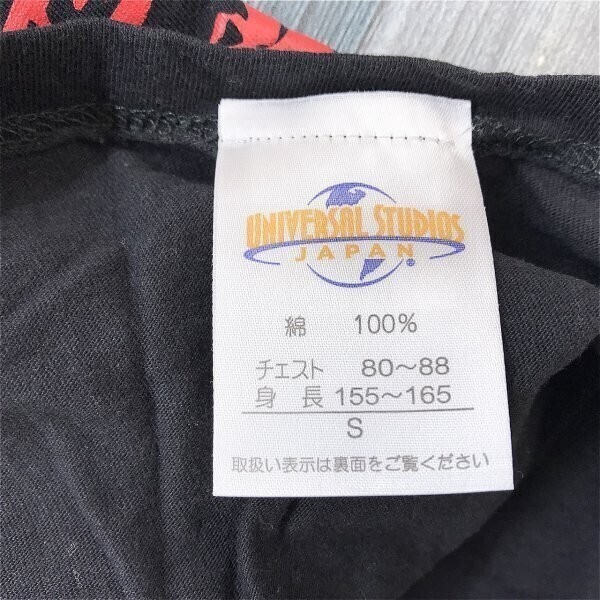 UNIVERSAL STUDIOS
JAPAN
®
綿 100%
チェスト 80〜88
身長 155〜165
S
取扱い表示は裏面をご覧ください